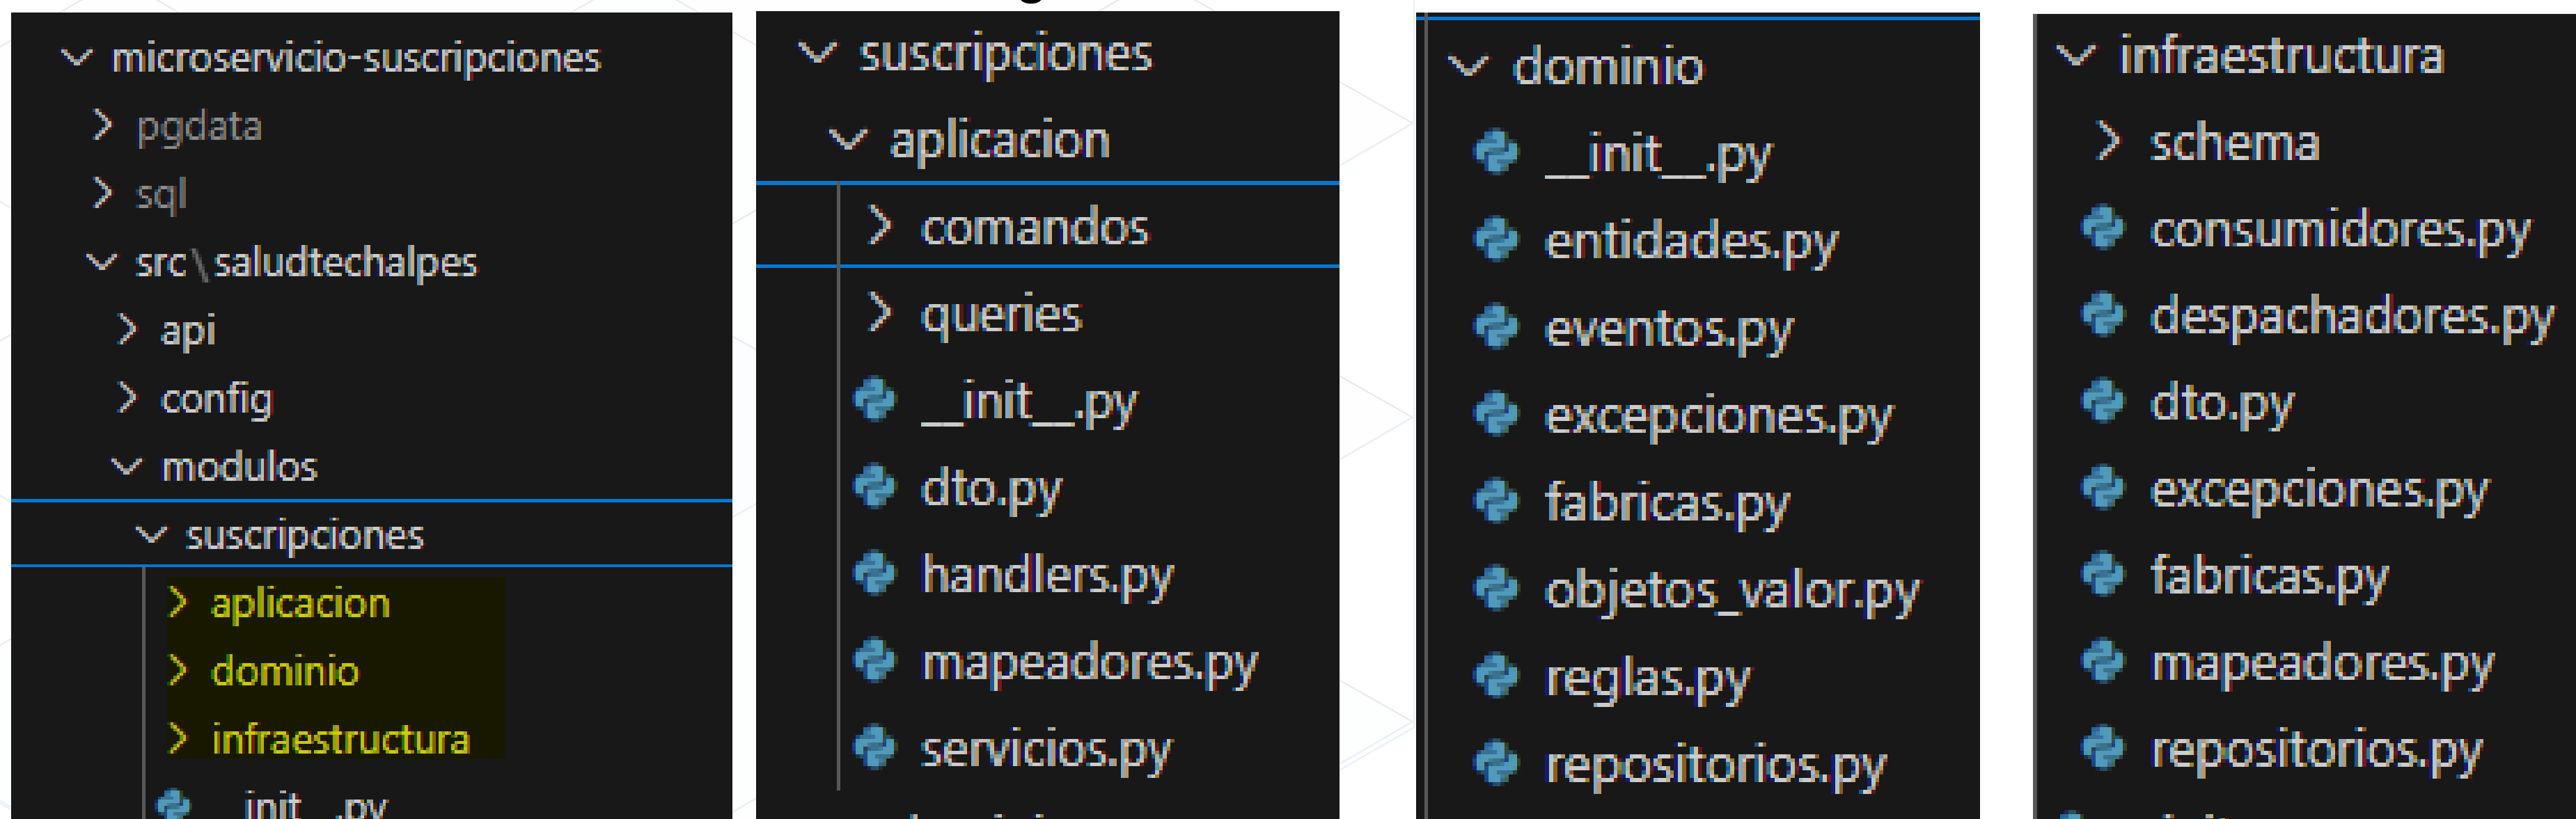 microservicio-suscripciones
pgdata
sql
src\saludtechalpes
api
config
modulos
suscripciones
aplicacion
dominio
infraestructura
__init__.py
suscripciones
aplicacion
comandos
queries
__init__.py
dto.py
handlers.py
mapeadores.py
servicios.py
dominio
__init__.py
entidades.py
eventos.py
excepciones.py
fabricas.py
objetos_valor.py
reglas.py
repositorios.py
infraestructura
schema
consumidores.py
despachadores.py
dto.py
excepciones.py
fabricas.py
mapeadores.py
repositorios.py